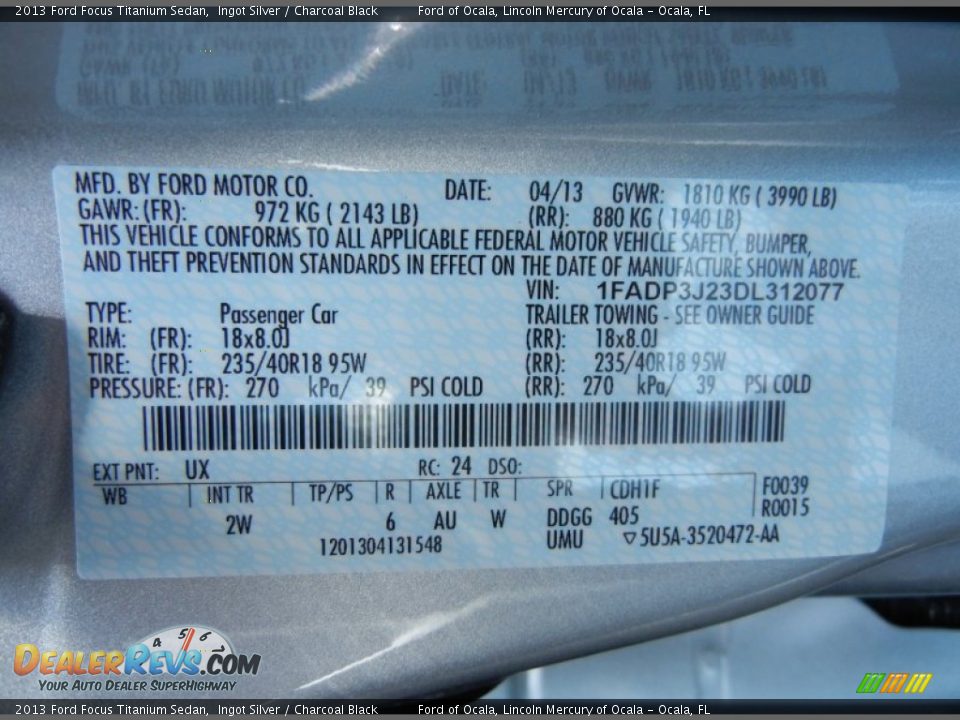 2013 Ford Focus Titanium Sedan, Ingot Silver / Charcoal Black Ford of Ocala, Lincoln Mercury of Ocala - Ocala, FL
MFD. BY FORD MOTOR CO. DATE: 04/13 GVWR: 1810 KG ( 3990 LB)
GAWR: (FR): 972 KG ( 2143 LB) (RR): 880 KG ( 1940 LB)
THIS VEHICLE CONFORMS TO ALL APPLICABLE FEDERAL MOTOR VEHICLE SAFETY, BUMPER,
AND THEFT PREVENTION STANDARDS IN EFFECT ON THE DATE OF MANUFACTURE SHOWN ABOVE.
VIN: 1FADP3J23DL312077
TYPE: Passenger Car TRAILER TOWING - SEE OWNER GUIDE
RIM: (FR): 18x8.0J (RR): 18x8.0J
TIRE: (FR): 235/40R18 95W (RR): 235/40R18 95W
PRESSURE: (FR): 270 kPa/ 39 PSI COLD (RR): 270 kPa/ 39 PSI COLD
EXT PNT: UX RC: 24 DSO:
WB INT TR TP/PS R AXLE TR SPR CDH1F F0039
2W 6 AU W DDGG 405 R0015
1201304131548 UMU ▽5U5A-3520472-AA
4 5 6
DealerRevs.com
Your Auto Dealer SuperHighway
2013 Ford Focus Titanium Sedan, Ingot Silver / Charcoal Black Ford of Ocala, Lincoln Mercury of Ocala - Ocala, FL